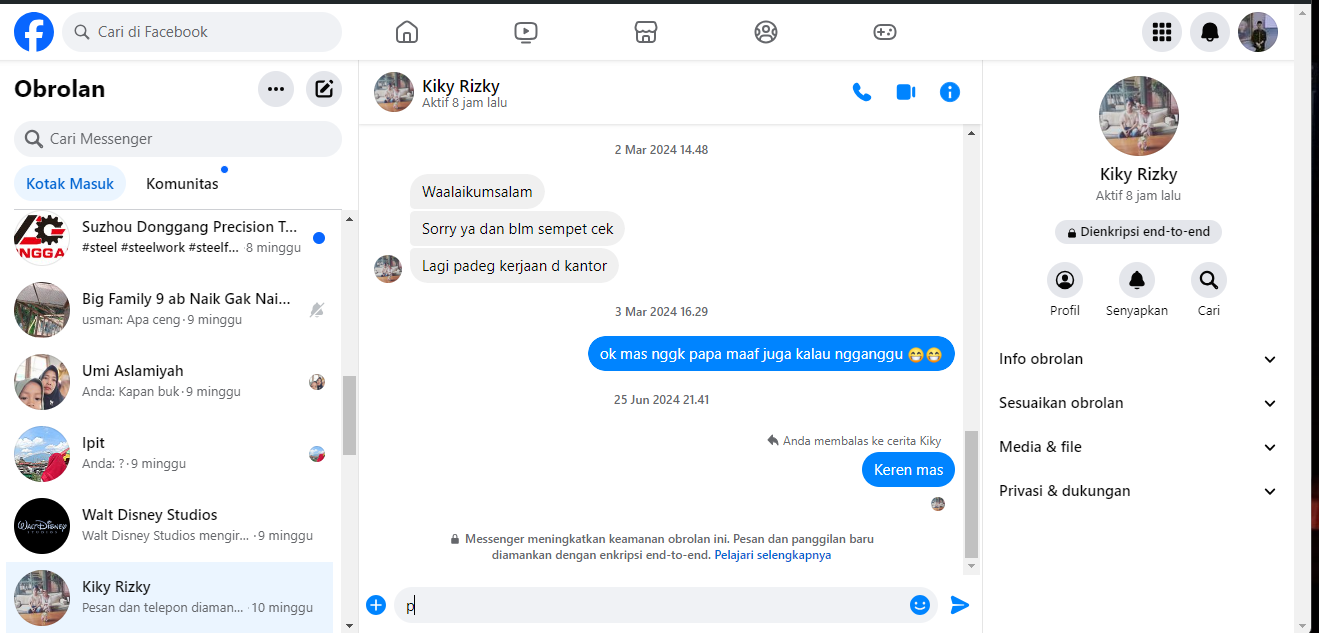 Cari di Facebook
Obrolan
Cari Messenger
Kotak Masuk
Komunitas
NGGA
Suzhou Donggang Precision T...
#steel #steelwork #steelf... · 8 minggu
Big Family 9 ab Naik Gak Nai...
usman: Apa ceng · 9 minggu
Umi Aslamiyah
Anda: Kapan buk · 9 minggu
Ipit
Anda: ? · 9 minggu
WALT DISNEY
STUDIOS
Walt Disney Studios
Walt Disney Studios mengir... · 9 minggu
Kiky Rizky
Pesan dan telepon diaman... · 10 minggu
Kiky Rizky
Aktif 8 jam lalu
2 Mar 2024 14.48
Waalaikumsalam
Sorry ya dan blm sempet cek
Lagi padeg kerjaan d kantor
3 Mar 2024 16.29
ok mas nggk papa maaf juga kalau ngganggu 😁😁
25 Jun 2024 21.41
Anda membalas ke cerita Kiky
Keren mas
Messenger meningkatkan keamanan obrolan ini. Pesan dan panggilan baru
diamankan dengan enkripsi end-to-end. Pelajari selengkapnya
p
Kiky Rizky
Aktif 8 jam lalu
Dienkripsi end-to-end
Profil
Senyapkan
Cari
Info obrolan
Sesuaikan obrolan
Media & file
Privasi & dukungan